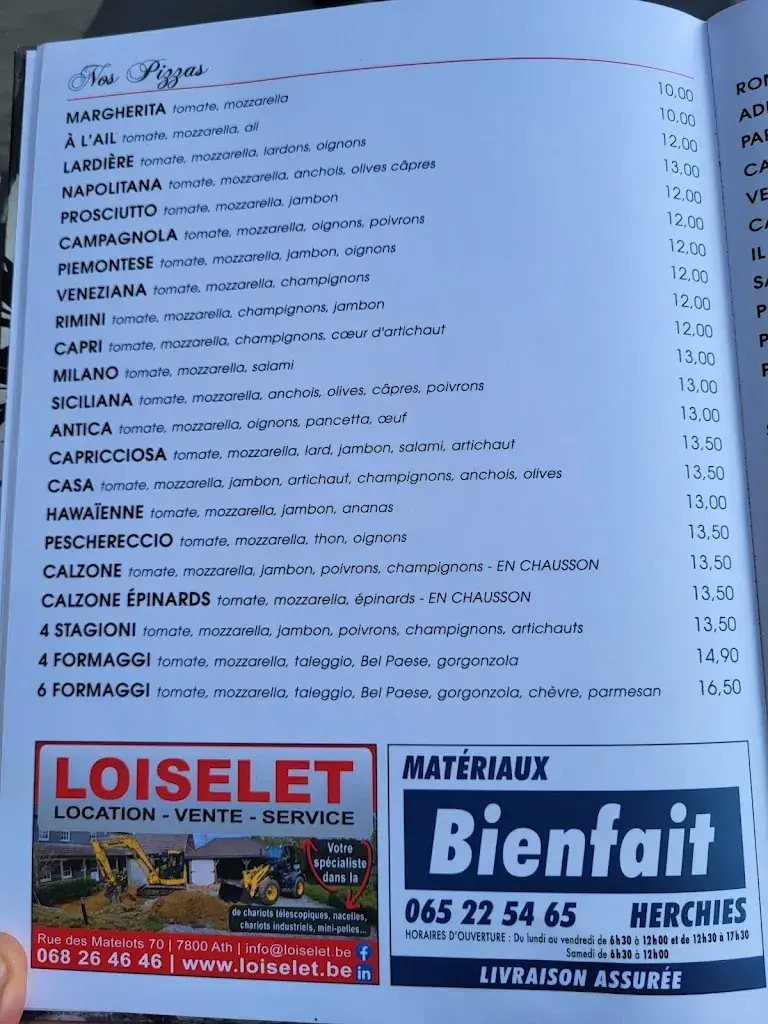 Nos Pizzas
MARGHERITA tomate, mozzarella 10,00
À L'AIL tomate, mozzarella, ail 10,00
LARDIÈRE tomate, mozzarella, lardons, oignons 12,00
NAPOLITANA tomate, mozzarella, anchois, olives câpres 13,00
PROSCIUTTO tomate, mozzarella, jambon 12,00
CAMPAGNOLA tomate, mozzarella, oignons, poivrons 12,00
PIEMONTESE tomate, mozzarella, jambon, oignons 12,00
VENEZIANA tomate, mozzarella, champignons 12,00
RIMINI tomate, mozzarella, champignons, jambon 12,00
CAPRI tomate, mozzarella, champignons, cœur d'artichaut 12,00
MILANO tomate, mozzarella, salami 13,00
SICILIANA tomate, mozzarella, anchois, olives, câpres, poivrons 13,00
ANTICA tomate, mozzarella, oignons, pancetta, œuf 13,00
CAPRICCIOSA tomate, mozzarella, lard, jambon, salami, artichaut 13,50
CASA tomate, mozzarella, jambon, artichaut, champignons, anchois, olives 13,50
HAWAÏENNE tomate, mozzarella, jambon, ananas 13,00
PESCHERECCIO tomate, mozzarella, thon, oignons 13,50
CALZONE tomate, mozzarella, jambon, poivrons, champignons - EN CHAUSSON 13,50
CALZONE ÉPINARDS tomate, mozzarella, épinards - EN CHAUSSON 13,50
4 STAGIONI tomate, mozzarella, jambon, poivrons, champignons, artichauts 13,50
4 FORMAGGI tomate, mozzarella, taleggio, Bel Paese, gorgonzola 14,90
6 FORMAGGI tomate, mozzarella, taleggio, Bel Paese, gorgonzola, chèvre, parmesan 16,50
LOISELET
LOCATION - VENTE - SERVICE
Votre
spécialiste
dans la
de chariots télescopiques, nacelles,
chariots industriels, mini-pelles...
Rue des Matelots 70 | 7800 Ath | info@loiselet.be
068 26 46 46 | www.loiselet.be
MATÉRIAUX
Bienfait
065 22 54 65 HERCHIES
HORAIRES D'OUVERTURE : Du lundi au vendredi de 6h30 à 12h00 et de 12h30 à 17h30
Samedi de 6h30 à 12h00
LIVRAISON ASSURÉE